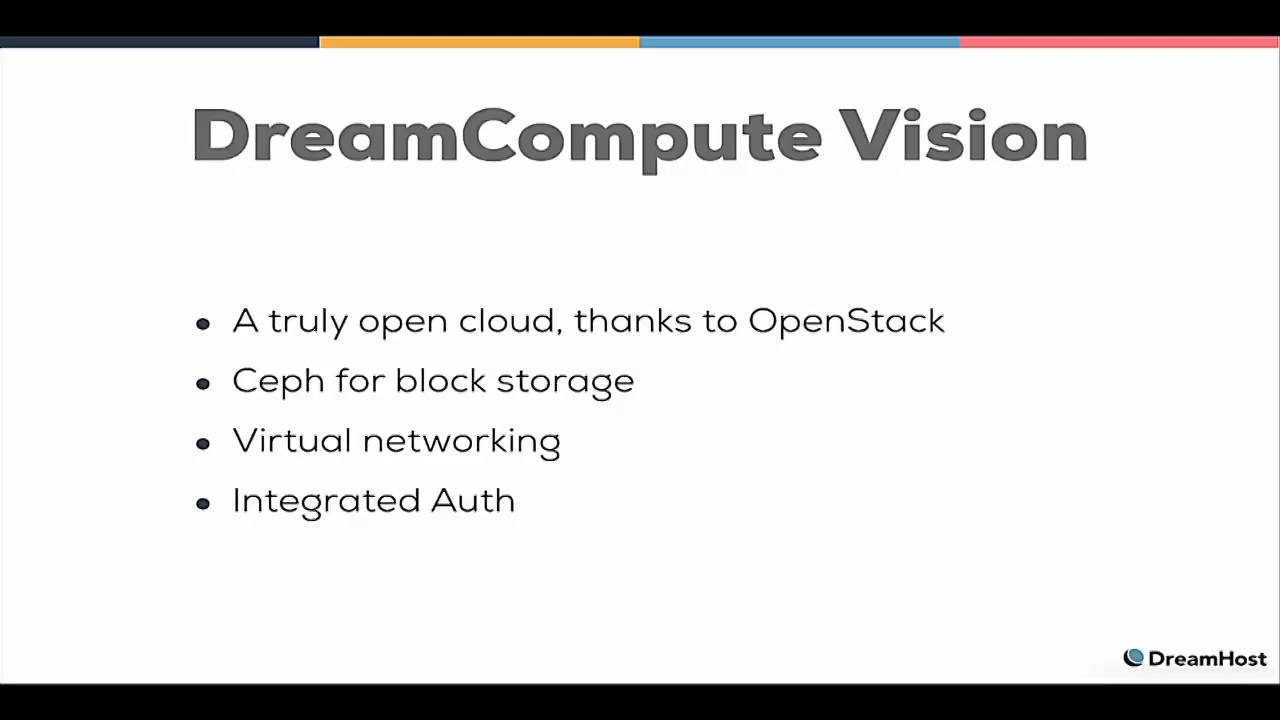 DreamCompute Vision
• A truly open cloud, thanks to OpenStack
• Ceph for block storage
• Virtual networking
• Integrated Auth
DreamHost